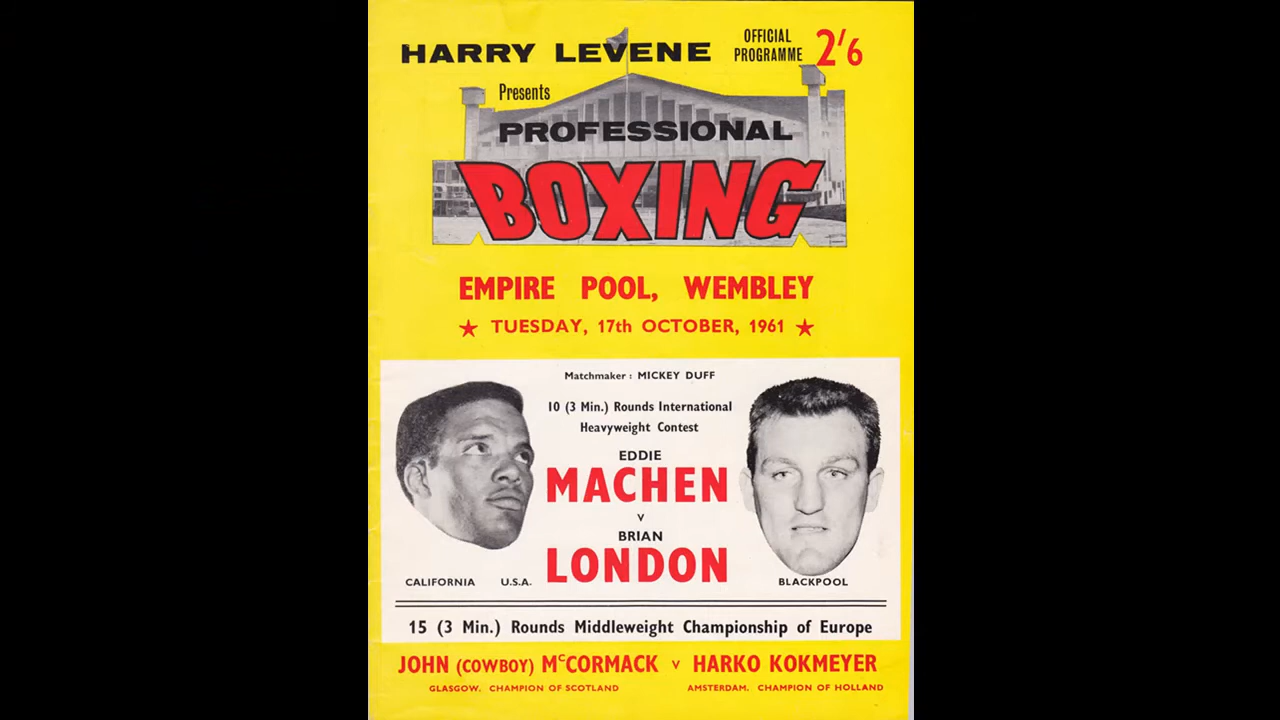 HARRY LEVENE
OFFICIAL PROGRAMME 2'/6
Presents
PROFESSIONAL
BOXING
EMPIRE POOL, WEMBLEY
★ TUESDAY, 17th OCTOBER, 1961 ★
Matchmaker : MICKEY DUFF
10 (3 Min.) Rounds International
Heavyweight Contest
EDDIE
MACHEN
v
BRIAN
LONDON
CALIFORNIA U.S.A.
BLACKPOOL
15 (3 Min.) Rounds Middleweight Championship of Europe
JOHN (COWBOY) McCORMACK v HARKO KOKMEYER
GLASGOW. CHAMPION OF SCOTLAND
AMSTERDAM. CHAMPION OF HOLLAND